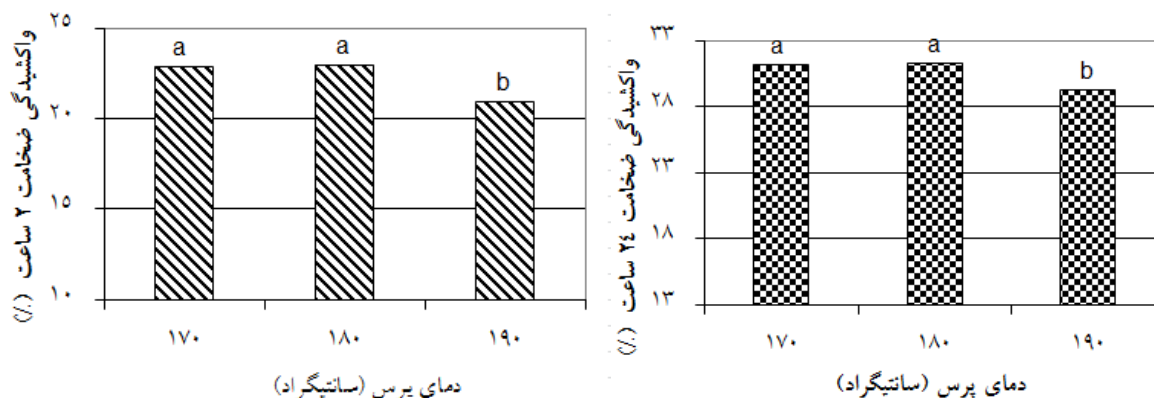 واکشیدگی ضخامت ۲ ساعت (٪)
۲۵
۲۰
۱۵
۱۰
a
a
b
۱۷۰
۱۸۰
۱۹۰
دمای پرس (سانتیگراد)
واکشیدگی ضخامت ۲٤ ساعت (٪)
۳۳
۲۸
۲۳
۱۸
۱۳
a
a
b
۱۷۰
۱۸۰
۱۹۰
دمای پرس (سانتیگراد)